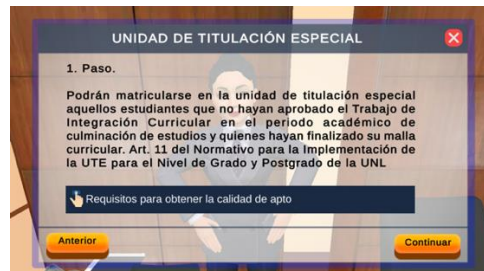 UNIDAD DE TITULACIÓN ESPECIAL
1. Paso.
Podrán matricularse en la unidad de titulación especial
aquellos estudiantes que no hayan aprobado el Trabajo de
Integración Curricular en el periodo académico de
culminación de estudios y quienes hayan finalizado su malla
curricular. Art. 11 del Normativo para la Implementación de
la UTE para el Nivel de Grado y Postgrado de la UNL
Requisitos para obtener la calidad de apto
Anterior
Continuar